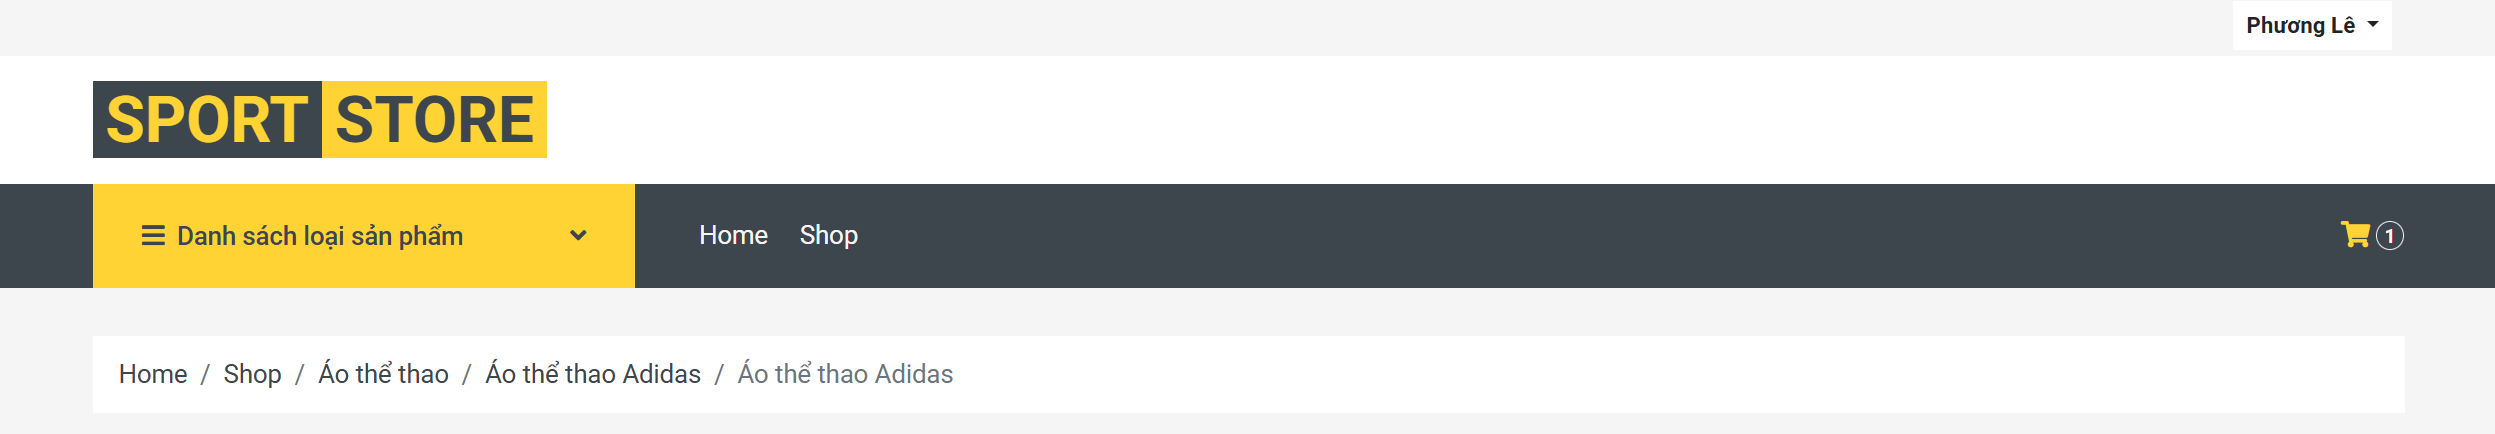 Phương Lê
SPORT STORE
Danh sách loại sản phẩm Home Shop 1
Home / Shop / Áo thể thao / Áo thể thao Adidas / Áo thể thao Adidas